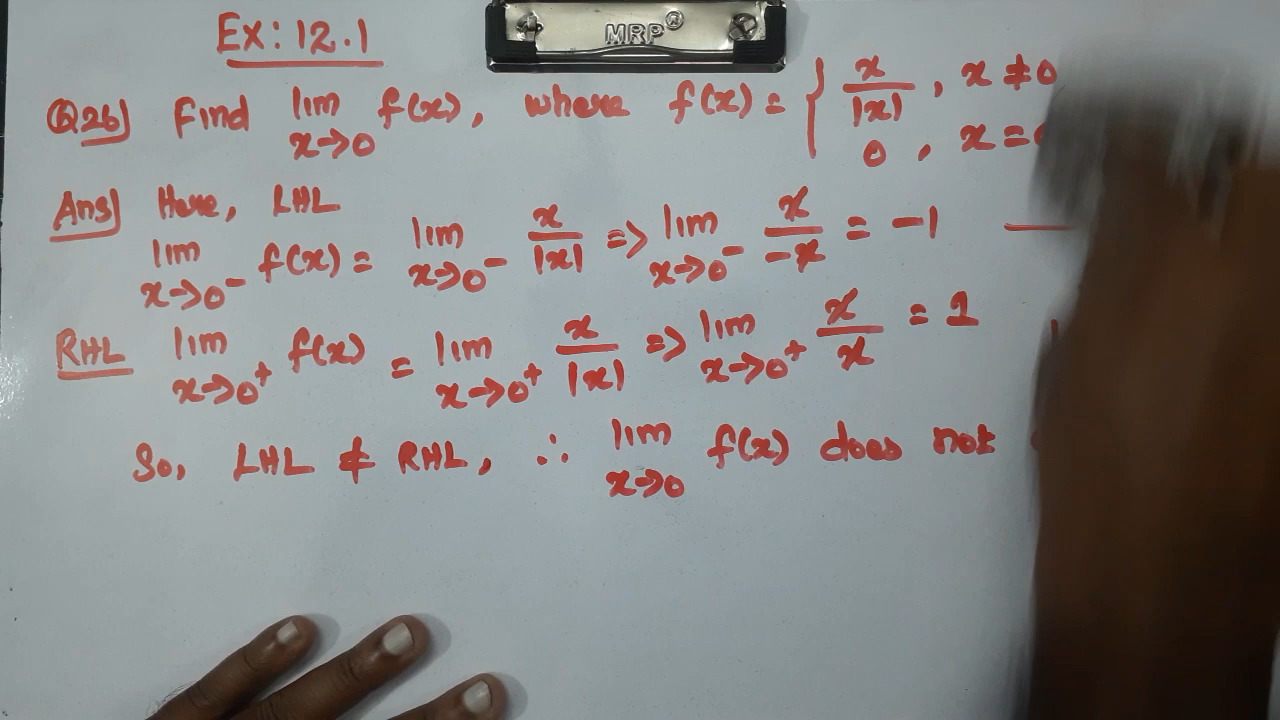 MRP®
Ex: 12.1
Q26) Find lim x→0 f(x), where f(x) = { x/|x| , x ≠ 0
0 , x =
Ans) Here, LHL
lim x→0⁻ f(x) = lim x→0⁻ x/|x| => lim x→0⁻ x/-x = -1
RHL lim x→0⁺ f(x) = lim x→0⁺ x/|x| => lim x→0⁺ x/x = 1
So, LHL ≠ RHL, ∴ lim x→0 f(x) does not